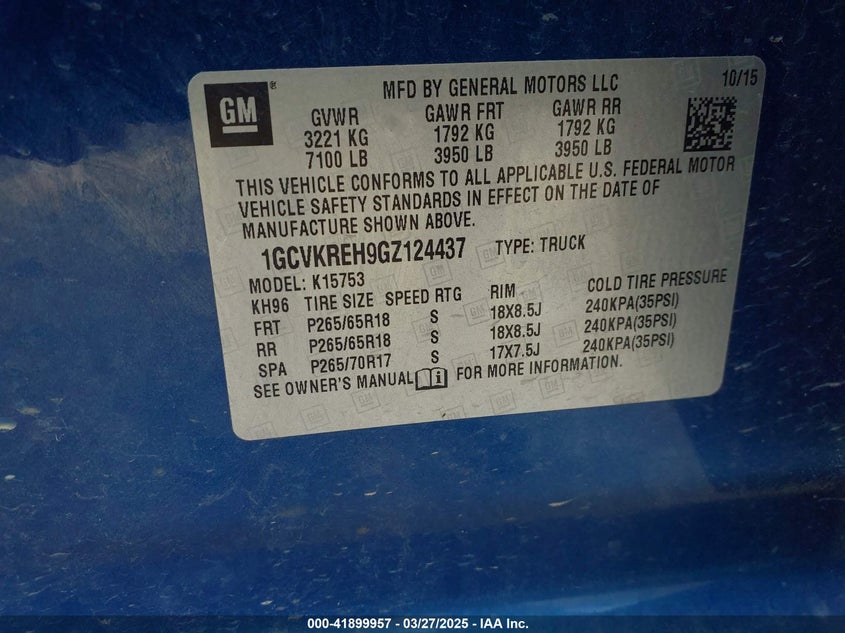 GM®
MFD BY GENERAL MOTORS LLC 10/15
GVWR GAWR FRT GAWR RR
3221 KG 1792 KG 1792 KG
7100 LB 3950 LB 3950 LB
THIS VEHICLE CONFORMS TO ALL APPLICABLE U.S. FEDERAL MOTOR
VEHICLE SAFETY STANDARDS IN EFFECT ON THE DATE OF
MANUFACTURE SHOWN ABOVE.
1GCVKREH9GZ124437 TYPE: TRUCK
MODEL: K15753
KH96 TIRE SIZE SPEED RTG RIM COLD TIRE PRESSURE
FRT P265/65R18 S 18X8.5J 240KPA(35PSI)
RR P265/65R18 S 18X8.5J 240KPA(35PSI)
SPA P265/70R17 S 17X7.5J 240KPA(35PSI)
SEE OWNER'S MANUAL FOR MORE INFORMATION.
000-41899957 - 03/27/2025 - IAA Inc.